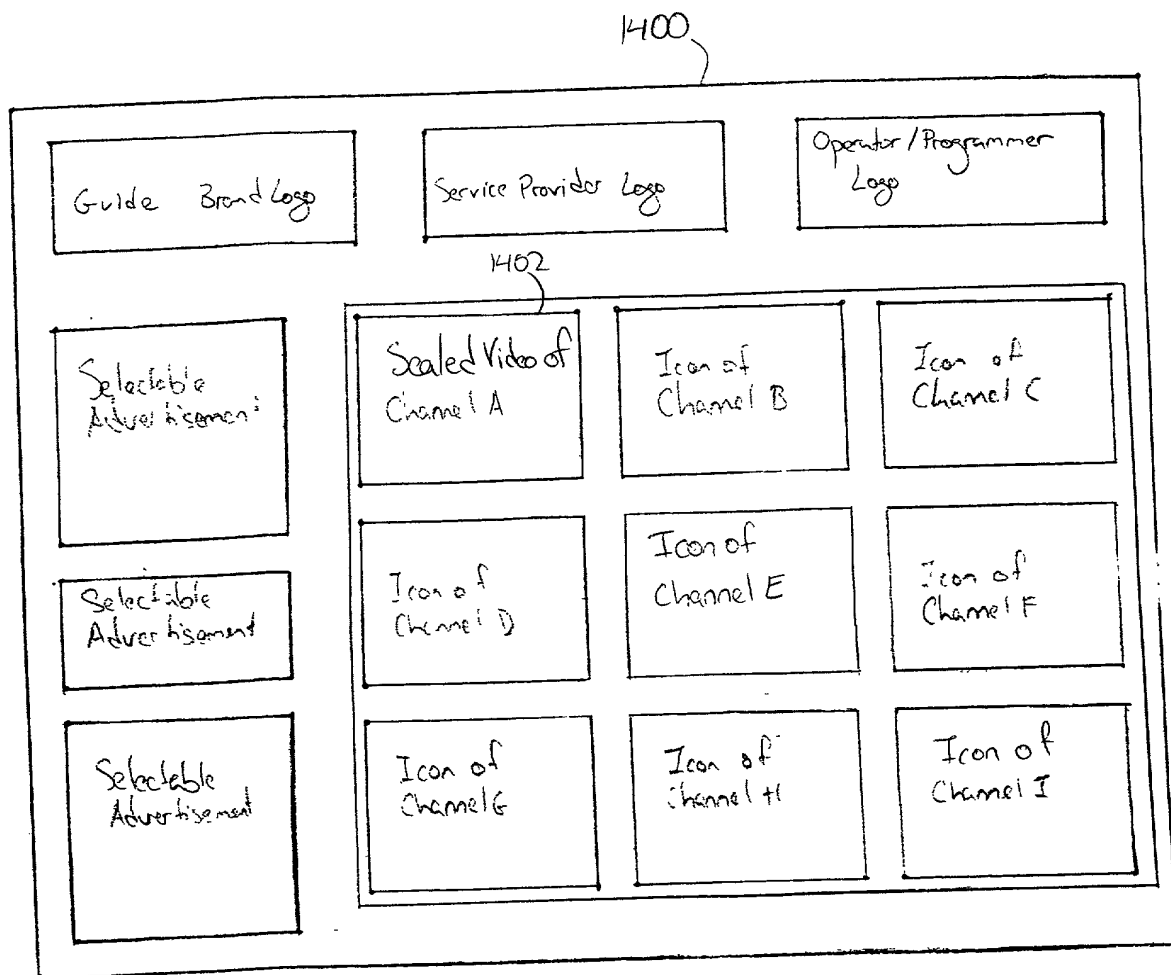 1400
Guide Brand Logo
Service Provider Logo
Operator/Programmer
Logo
1402
Selectable
Advertisement
Scaled Video of
Channel A
Icon of
Channel B
Icon of
Channel C
Selectable
Advertisement
Icon of
Channel D
Icon of
Channel E
Icon of
Channel F
Selectable
Advertisement
Icon of
Channel G
Icon of
Channel H
Icon of
Channel I